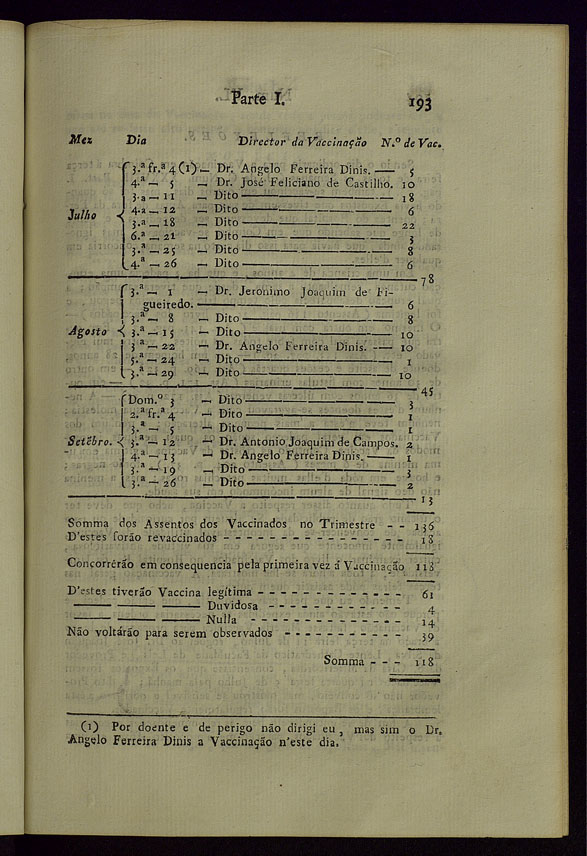 Parte I. 193
Mez Dia Director da Vaccinação N.º de Vac.
Julho
3.ª fr.ª 4 (1) — Dr. Angelo Ferreira Dinis. — 5
4.ª — 5 — Dr. José Feliciano de Castilho. 10
3.ª — 11 — Dito — 18
4.ª — 12 — Dito — 6
3.ª — 18 — Dito — 22
6.ª — 21 — Dito — 3
3.ª — 25 — Dito — 8
4.ª — 26 — Dito — 6
78
Agosto
3.ª — 1 — Dr. Jeronimo Joaquim de Fi-
gueiredo. — 6
3.ª — 8 — Dito — 8
3.ª — 15 — Dito — 10
3.ª — 22 — Dr. Angelo Ferreira Dinis. — 10
5.ª — 24 — Dito — 1
3.ª — 29 — Dito — 10
45
Setẽbro.
Dom.º 3 — Dito — 3
2.ª fr.ª 4 — Dito — 1
3.ª — 5 — Dito — 1
3.ª — 12 — Dr. Antonio Joaquim de Campos. 2
4.ª — 13 — Dr. Angelo Ferreira Dinis. — 1
3.ª — 19 — Dito — 3
3.ª — 26 — Dito — 2
13
Somma dos Assentos dos Vaccinados no Trimestre - - 136
D'estes forão revaccinados - - - - - - - - - - - - - - - - 18
Concorrêrão em consequencia pela primeira vez á Vaccinação 118
D'estes tiverão Vaccina legítima - - - - - - - - - - - - - 61
—— —— —— Duvidosa - - - - - - - - - - - - 4
—— —— —— Nulla - - - - - - - - - - - - - - 14
Não voltárão para serem observados - - - - - - - - - - - 39
Somma - - - 118
(1) Por doente e de perigo não dirigi eu, mas sim o Dr.
Angelo Ferreira Dinis a Vaccinação n'este dia.